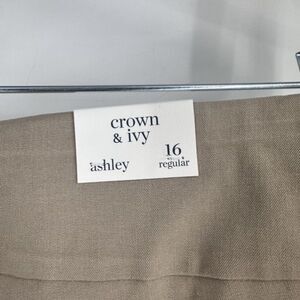 crown
& ivy
ashley
16
regular